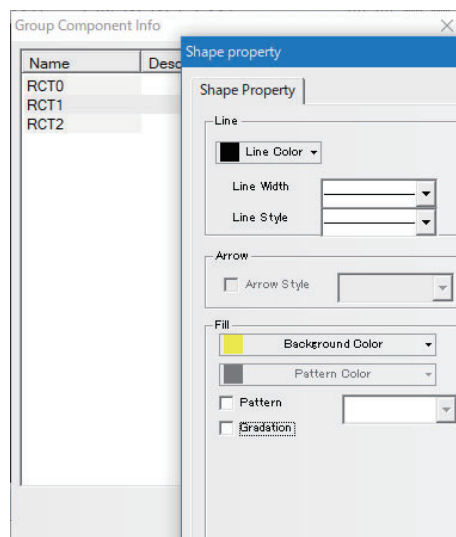 Group Component Info
Name Desc
RCT0
RCT1
RCT2
Shape property
Shape Property
Line
Line Color
Line Width
Line Style
Arrow
Arrow Style
Fill
Background Color
Pattern Color
Pattern
Gradation